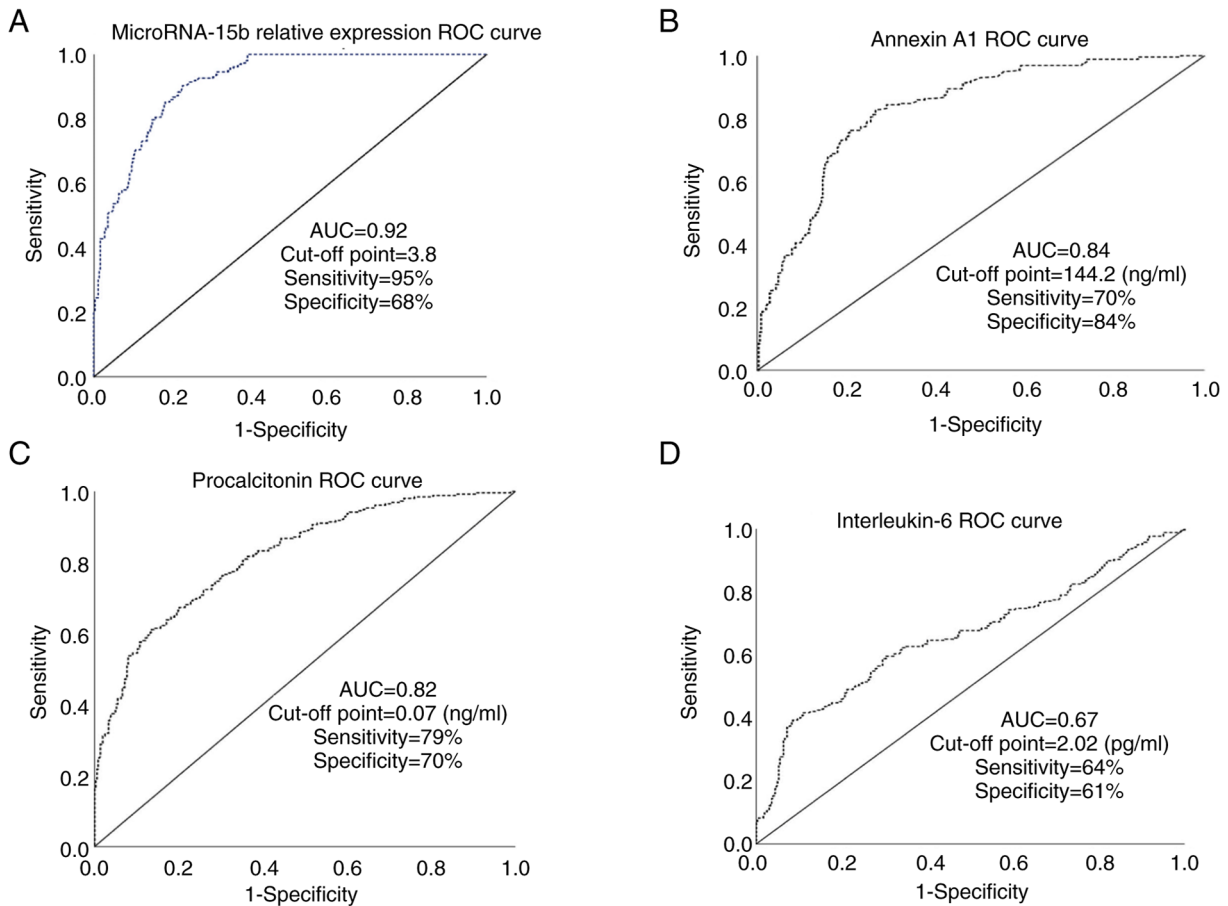 A
MicroRNA-15b relative expression ROC curve
1.0
0.8
0.6
0.4
0.2
0.0
Sensitivity
AUC=0.92
Cut-off point=3.8
Sensitivity=95%
Specificity=68%
0.0 0.2 0.4 0.6 0.8 1.0
1-Specificity
B
Annexin A1 ROC curve
1.0
0.8
0.6
0.4
0.2
0.0
Sensitivity
AUC=0.84
Cut-off point=144.2 (ng/ml)
Sensitivity=70%
Specificity=84%
0.0 0.2 0.4 0.6 0.8 1.0
1-Specificity
C
Procalcitonin ROC curve
1.0
0.8
0.6
0.4
0.2
0.0
Sensitivity
AUC=0.82
Cut-off point=0.07 (ng/ml)
Sensitivity=79%
Specificity=70%
0.0 0.2 0.4 0.6 0.8 1.0
1-Specificity
D
Interleukin-6 ROC curve
1.0
0.8
0.6
0.4
0.2
0.0
Sensitivity
AUC=0.67
Cut-off point=2.02 (pg/ml)
Sensitivity=64%
Specificity=61%
0.0 0.2 0.4 0.6 0.8 1.0
1-Specificity